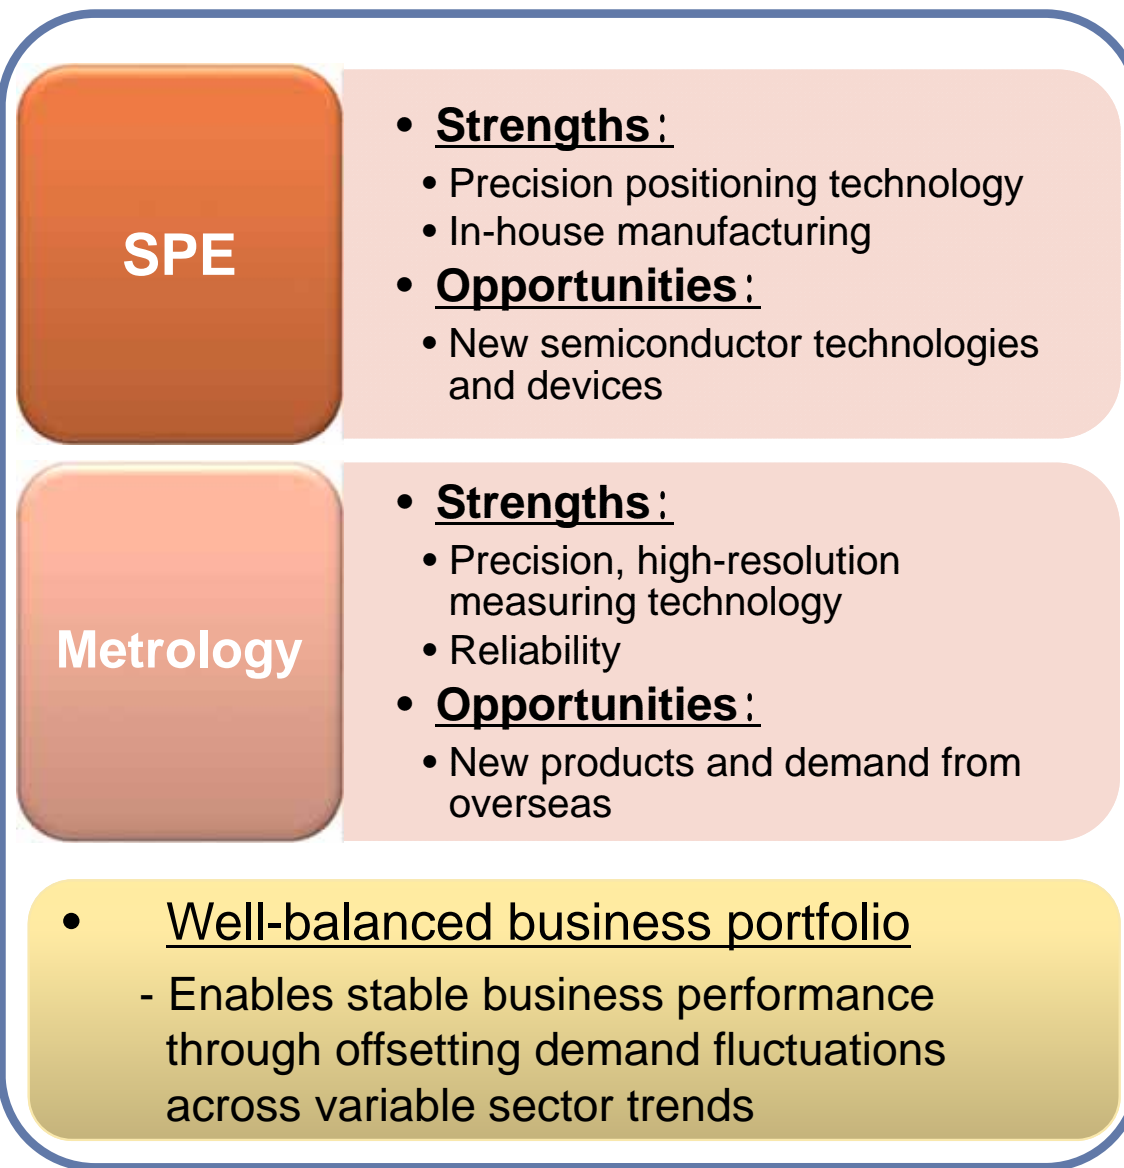 SPE
• Strengths：
• Precision positioning technology
• In-house manufacturing
• Opportunities：
• New semiconductor technologies
and devices
Metrology
• Strengths：
• Precision, high-resolution
measuring technology
• Reliability
• Opportunities：
• New products and demand from
overseas
• Well-balanced business portfolio
- Enables stable business performance
through offsetting demand fluctuations
across variable sector trends